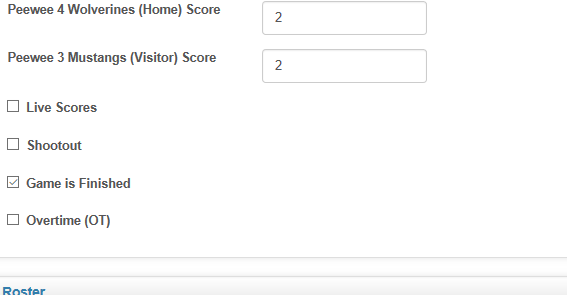 Peewee 4 Wolverines (Home) Score
2
Peewee 3 Mustangs (Visitor) Score
2
Live Scores
Shootout
Game is Finished
Overtime (OT)
Roster